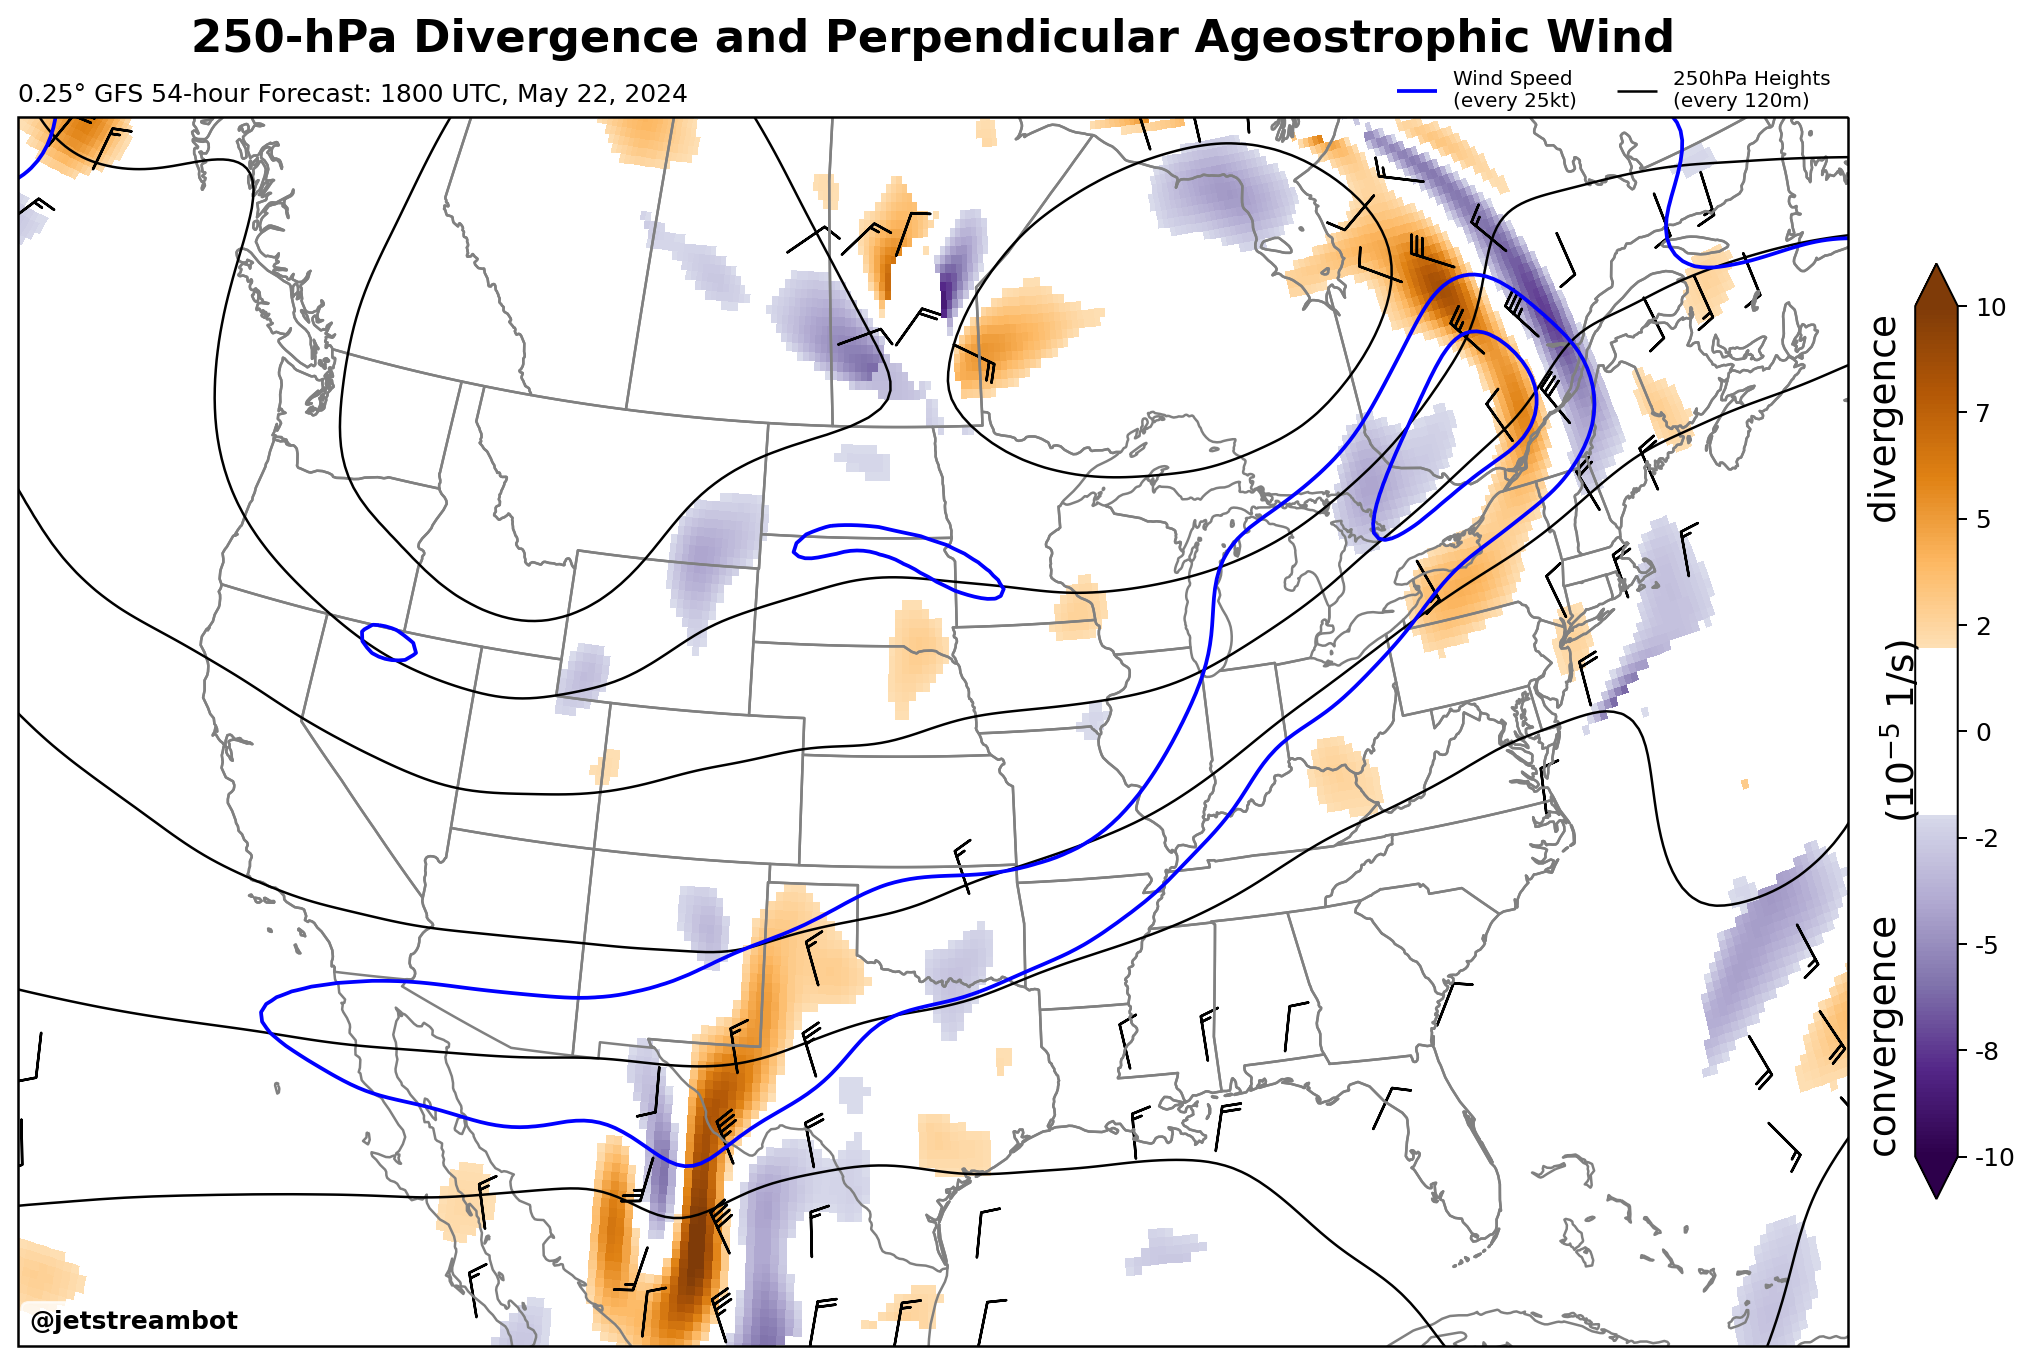 250-hPa Divergence and Perpendicular Ageostrophic Wind
0.25° GFS 54-hour Forecast: 1800 UTC, May 22, 2024
Wind Speed
(every 25kt)
250hPa Heights
(every 120m)
10
7
5
2
0
-2
-5
-8
-10
divergence
(10⁻⁵ 1/s)
convergence
@jetstreambot